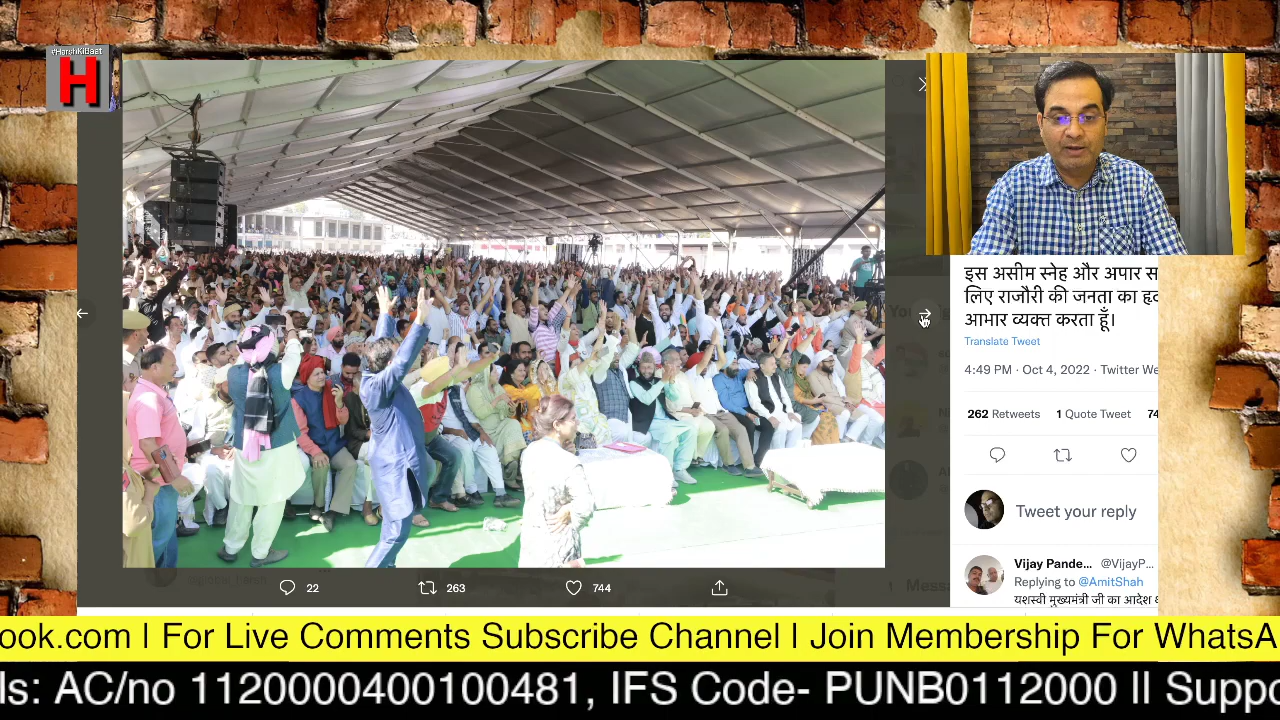 #HarshKiBaat
H
इस असीम स्नेह और अपार स
लिए राजौरी की जनता का हृद
आभार व्यक्त करता हूँ।
Translate Tweet
4:49 PM · Oct 4, 2022 · Twitter We
262 Retweets 1 Quote Tweet 74
Tweet your reply
Vijay Pande... @VijayP...
Replying to @AmitShah
यशस्वी मुख्यमंत्री जी का आदेश
22 263 744
ook.com | For Live Comments Subscribe Channel | Join Membership For WhatsA
ls: AC/no 1120000400100481, IFS Code- PUNB0112000 II Suppo